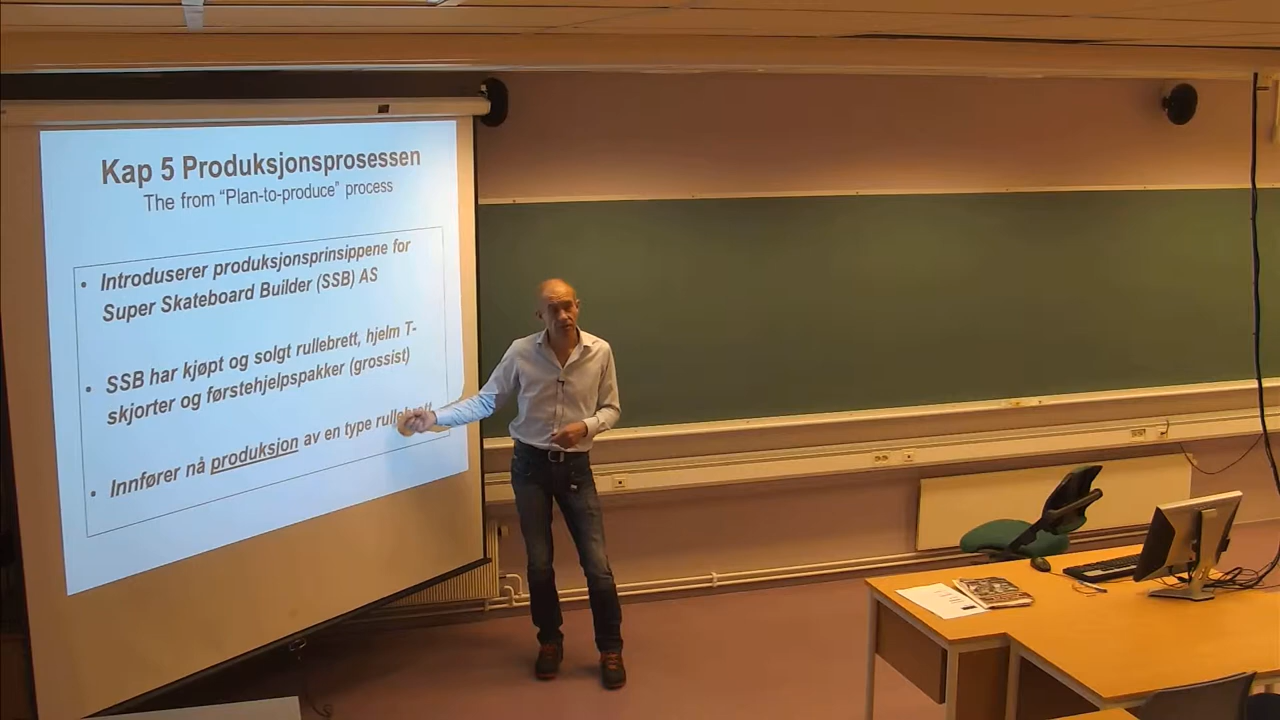 Kap 5 Produksjonsprosessen
The from “Plan-to-produce” process
• Introduserer produksjonsprinsippene for
Super Skateboard Builder (SSB) AS
• SSB har kjøpt og solgt rullebrett, hjelm T-
skjorter og førstehjelpspakker (grossist)
• Innfører nå produksjon av en type rullebrett